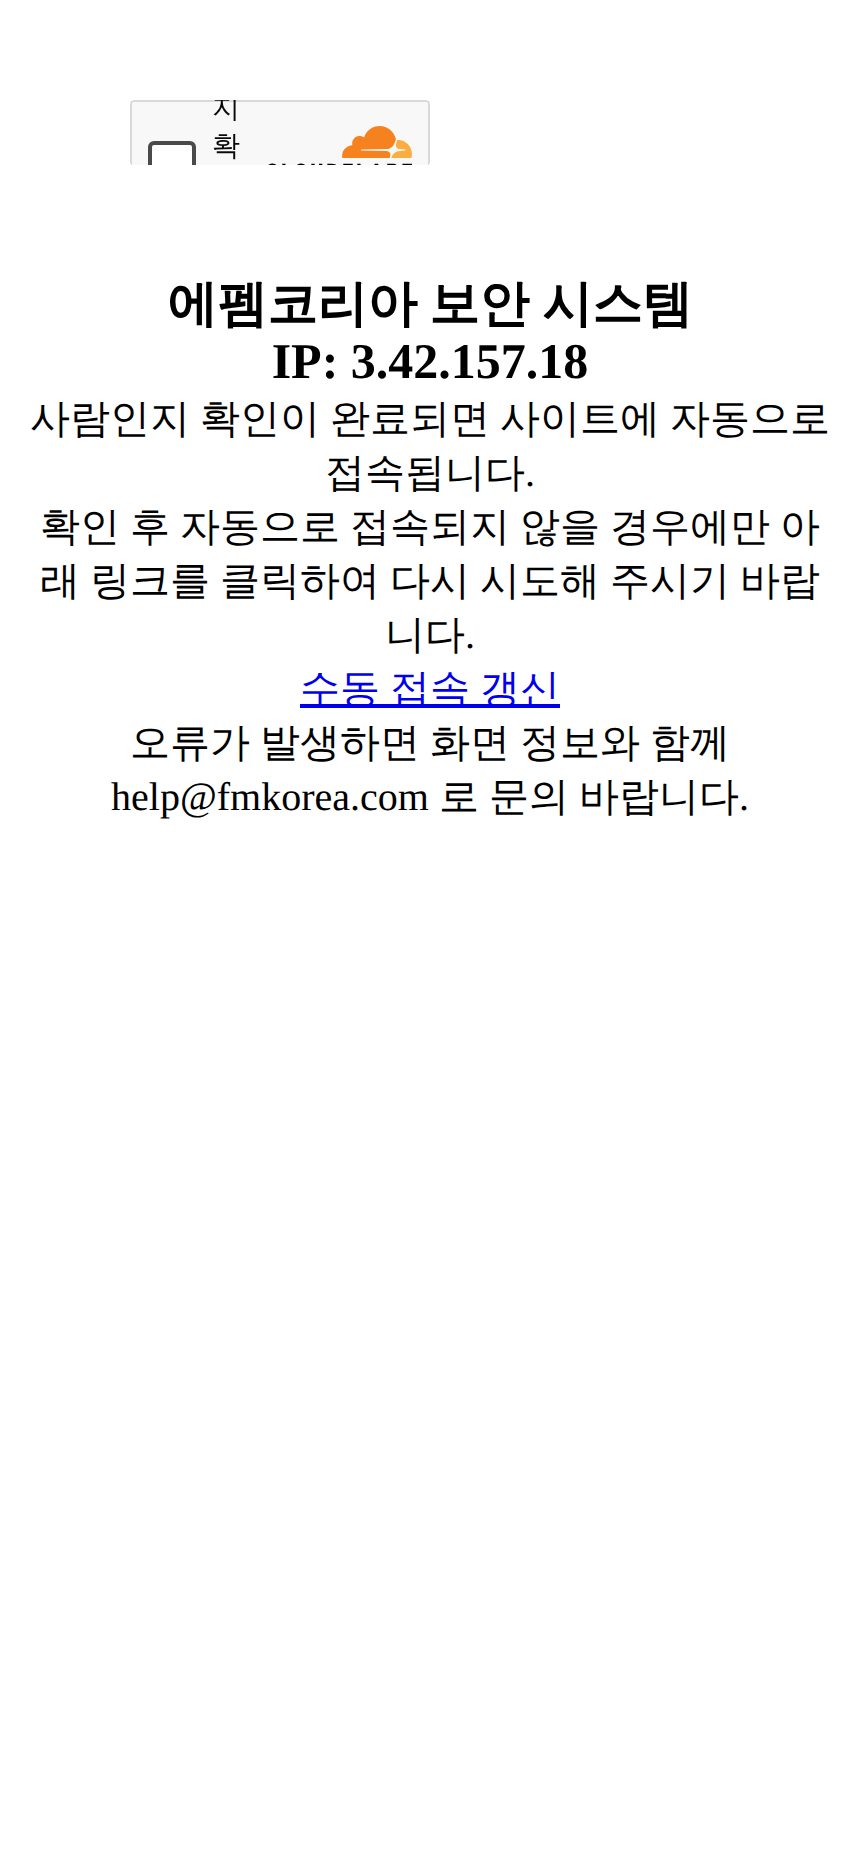 지
확
에펨코리아 보안 시스템
IP: 3.42.157.18
사람인지 확인이 완료되면 사이트에 자동으로
접속됩니다.
확인 후 자동으로 접속되지 않을 경우에만 아
래 링크를 클릭하여 다시 시도해 주시기 바랍
니다.
수동 접속 갱신
오류가 발생하면 화면 정보와 함께
help@fmkorea.com 로 문의 바랍니다.